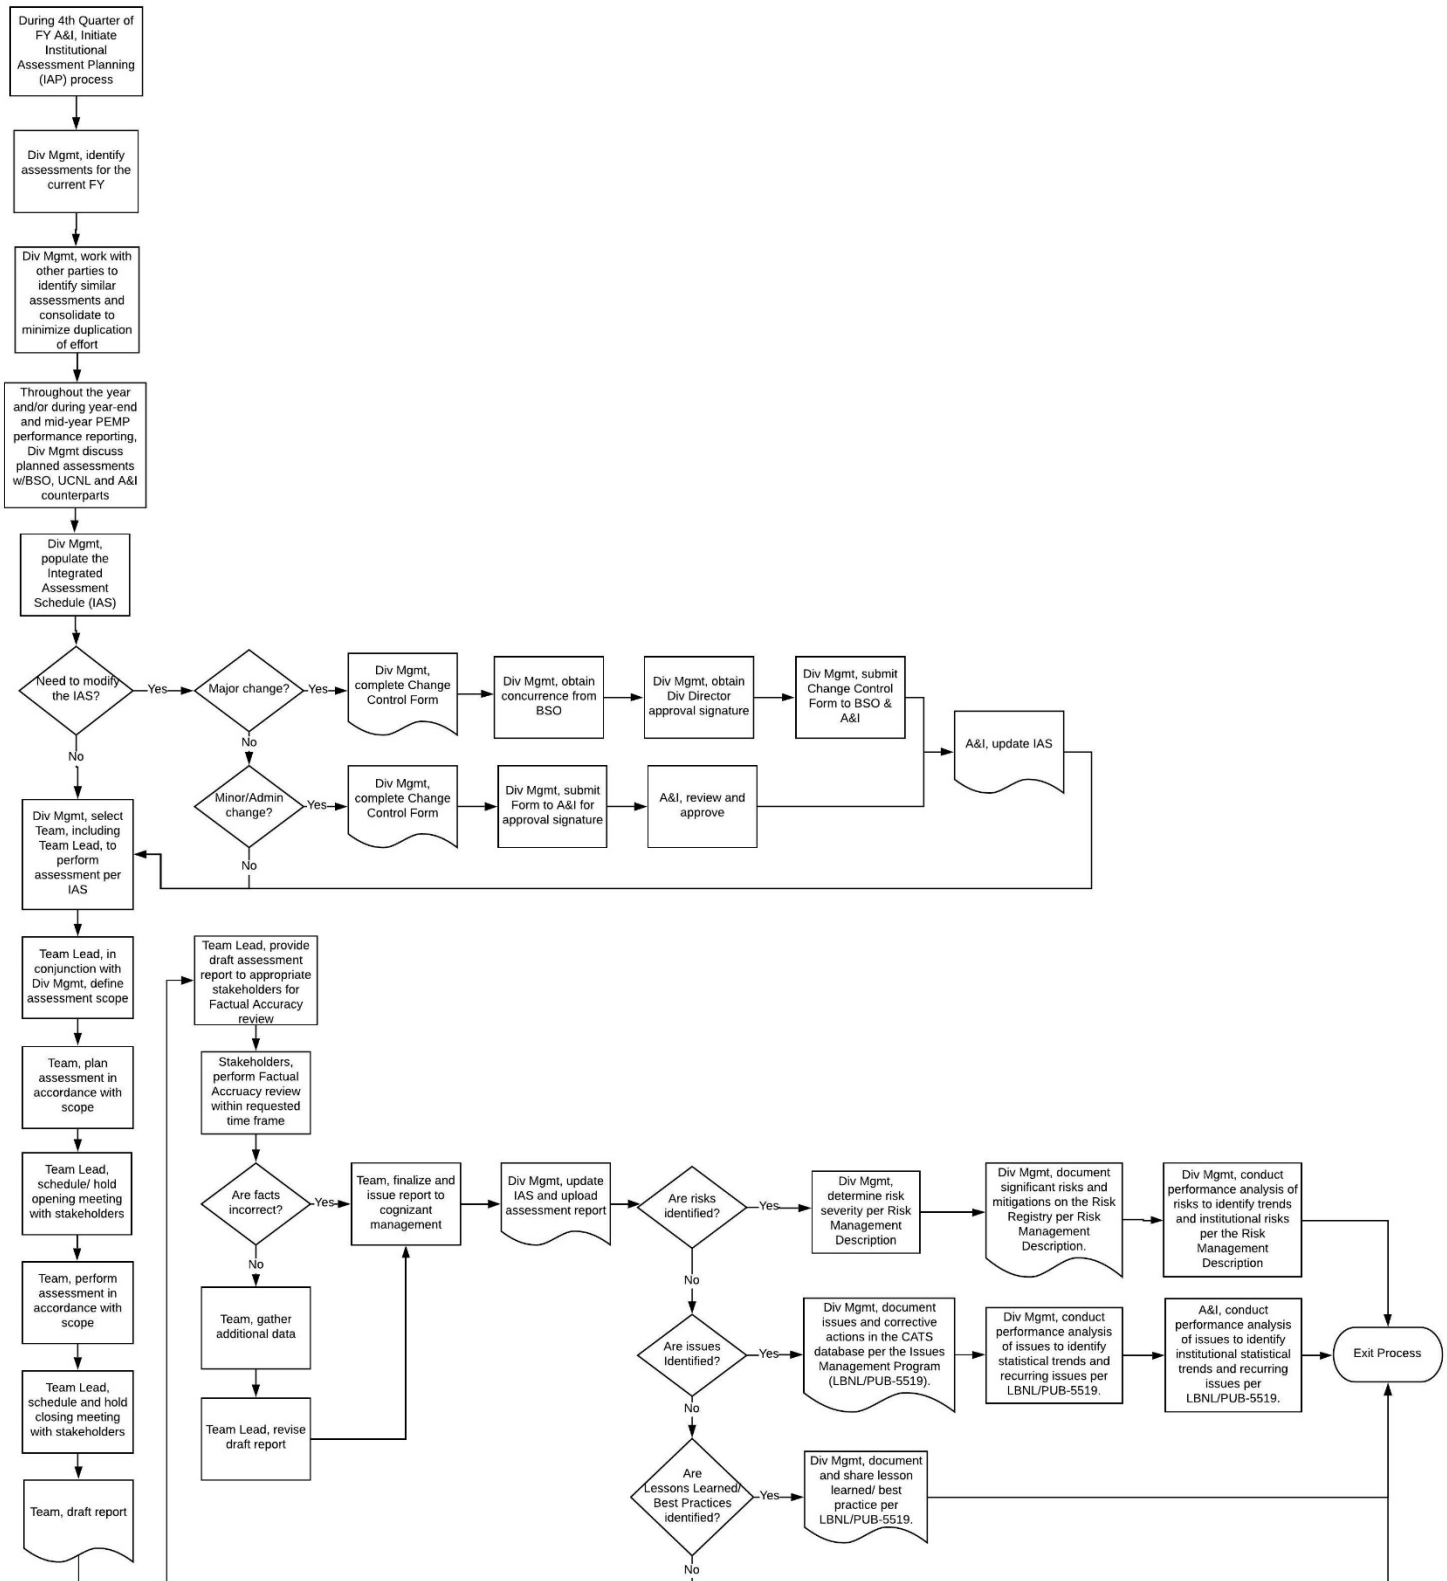 During 4th Quarter of
FY A&I, Initiate
Institutional
Assessment Planning
(IAP) process
Div Mgmt, identify
assessments for the
current FY
Div Mgmt, work with
other parties to
identify similar
assessments and
consolidate to
minimize duplication
of effort
Throughout the year
and/or during year-end
and mid-year PEMP
performance reporting,
Div Mgmt discuss
planned assessments
w/BSO, UCNL and A&I
counterparts
Div Mgmt,
populate the
Integrated
Assessment
Schedule (IAS)
Need to modify
the IAS?
Yes
No
Major change?
Yes
No
Div Mgmt,
complete Change
Control Form
Div Mgmt, obtain
concurrence from
BSO
Div Mgmt, obtain
Div Director
approval signature
Div Mgmt, submit
Change Control
Form to BSO &
A&I
A&I, update IAS
Minor/Admin
change?
Yes
No
Div Mgmt,
complete Change
Control Form
Div Mgmt, submit
Form to A&I for
approval signature
A&I, review and
approve
Div Mgmt, select
Team, including
Team Lead, to
perform
assessment per
IAS
Team Lead, in
conjunction with
Div Mgmt, define
assessment scope
Team, plan
assessment in
accordance with
scope
Team Lead,
schedule/ hold
opening meeting
with stakeholders
Team, perform
assessment in
accordance with
scope
Team Lead,
schedule and hold
closing meeting
with stakeholders
Team, draft report
Team Lead, provide
draft assessment
report to appropriate
stakeholders for
Factual Accuracy
review
Stakeholders,
perform Factual
Accruacy review
within requested
time frame
Are facts
incorrect?
Yes
No
Team, gather
additional data
Team Lead, revise
draft report
Team, finalize and
issue report to
cognizant
management
Div Mgmt, update
IAS and upload
assessment report
Are risks
identified?
Yes
No
Div Mgmt,
determine risk
severity per Risk
Management
Description
Div Mgmt, document
significant risks and
mitigations on the Risk
Registry per Risk
Management
Description.
Div Mgmt, conduct
performance analysis of
risks to identify trends
and institutional risks
per the Risk
Management
Description
Are issues
Identified?
Yes
No
Div Mgmt, document
issues and corrective
actions in the CATS
database per the Issues
Management Program
(LBNL/PUB-5519).
Div Mgmt, conduct
performance analysis
of issues to identify
statistical trends and
recurring issues per
LBNL/PUB-5519.
A&I, conduct
performance analysis
of issues to identify
institutional statistical
trends and recurring
issues per
LBNL/PUB-5519.
Exit Process
Are
Lessons Learned/
Best Practices
identified?
Yes
No
Div Mgmt, document
and share lesson
learned/ best
practice per
LBNL/PUB-5519.